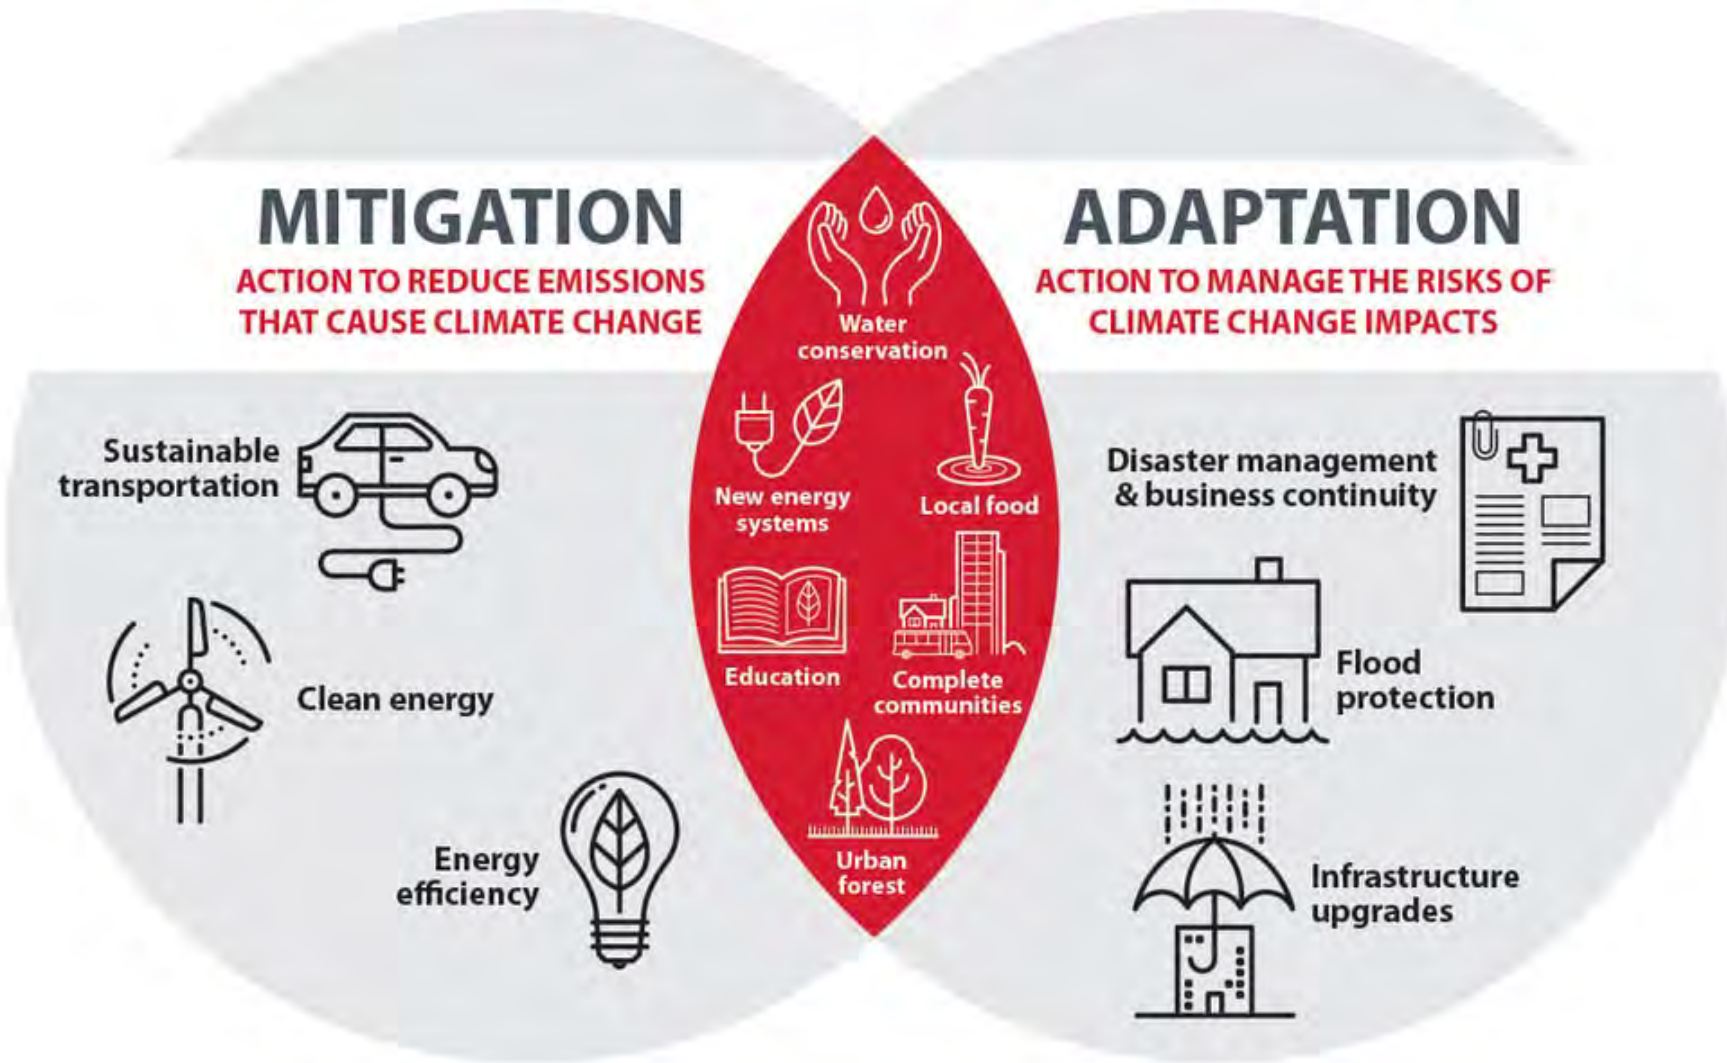 MITIGATION
ACTION TO REDUCE EMISSIONS
THAT CAUSE CLIMATE CHANGE
Sustainable
transportation
Clean energy
Energy
efficiency
Water
conservation
New energy
systems
Local food
Education
Complete
communities
Urban
forest
ADAPTATION
ACTION TO MANAGE THE RISKS OF
CLIMATE CHANGE IMPACTS
Disaster management
& business continuity
Flood
protection
Infrastructure
upgrades